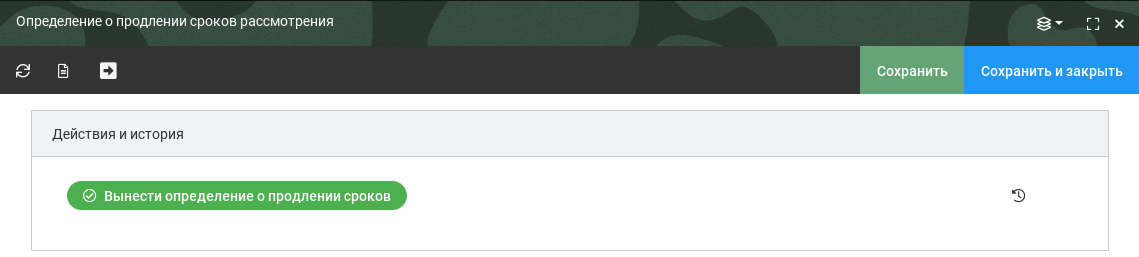 Определение о продлении сроков рассмотрения
Сохранить
Сохранить и закрыть
Действия и история
Вынести определение о продлении сроков